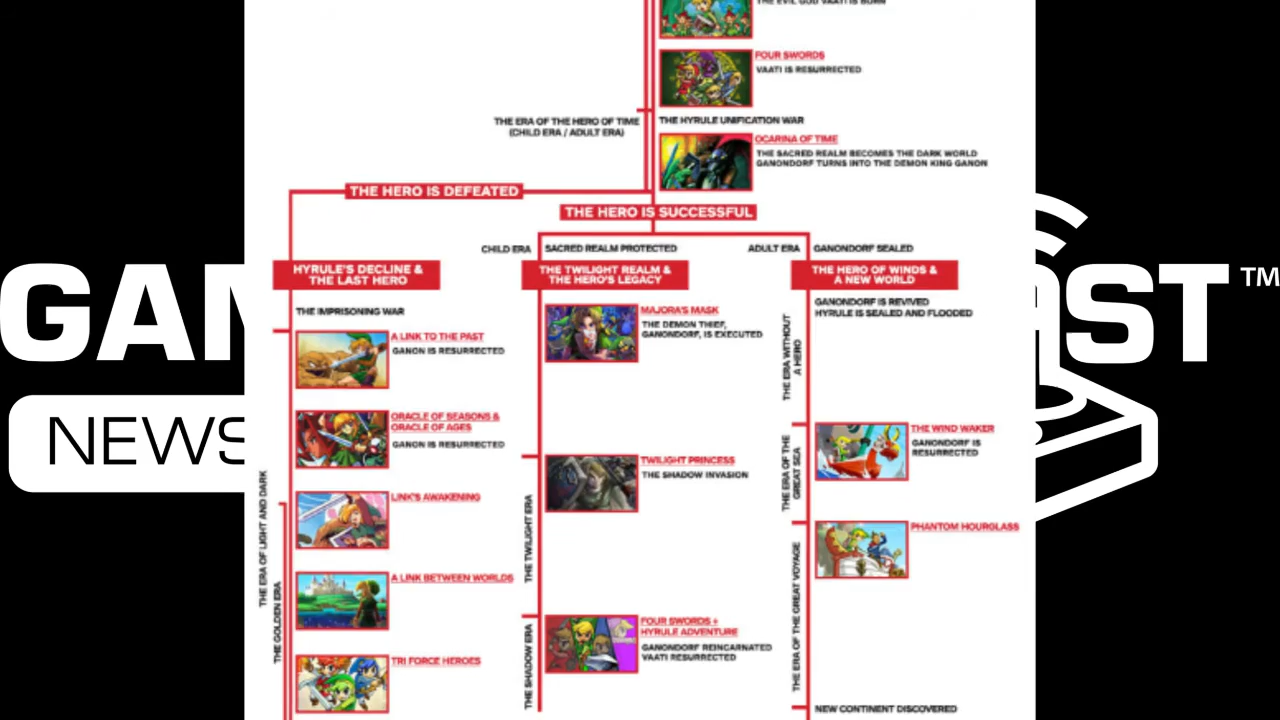 THE EVIL GOD VAATI IS BORN
FOUR SWORDS
VAATI IS RESURRECTED
THE ERA OF THE HERO OF TIME
(CHILD ERA / ADULT ERA)
THE HYRULE UNIFICATION WAR
OCARINA OF TIME
THE SACRED REALM BECOMES THE DARK WORLD
GANONDORF TURNS INTO THE DEMON KING GANON
THE HERO IS DEFEATED
THE HERO IS SUCCESSFUL
CHILD ERA
SACRED REALM PROTECTED
ADULT ERA
GANONDORF SEALED
HYRULE'S DECLINE &
THE LAST HERO
THE TWILIGHT REALM &
THE HERO'S LEGACY
THE HERO OF WINDS &
A NEW WORLD
THE IMPRISONING WAR
A LINK TO THE PAST
GANON IS RESURRECTED
ORACLE OF SEASONS &
ORACLE OF AGES
GANON IS RESURRECTED
LINK'S AWAKENING
A LINK BETWEEN WORLDS
TRI FORCE HEROES
THE ERA OF LIGHT AND DARK
THE GOLDEN ERA
MAJORA'S MASK
THE DEMON THIEF,
GANONDORF, IS EXECUTED
TWILIGHT PRINCESS
THE SHADOW INVASION
THE TWILIGHT ERA
FOUR SWORDS +
HYRULE ADVENTURE
GANONDORF REINCARNATED
VAATI RESURRECTED
THE SHADOW ERA
GANONDORF IS REVIVED
HYRULE IS SEALED AND FLOODED
THE ERA WITHOUT
A HERO
THE WIND WAKER
GANONDORF IS
RESURRECTED
THE ERA OF THE
GREAT SEA
PHANTOM HOURGLASS
THE ERA OF THE GREAT VOYAGE
NEW CONTINENT DISCOVERED
GAM
ST
TM
NEWS